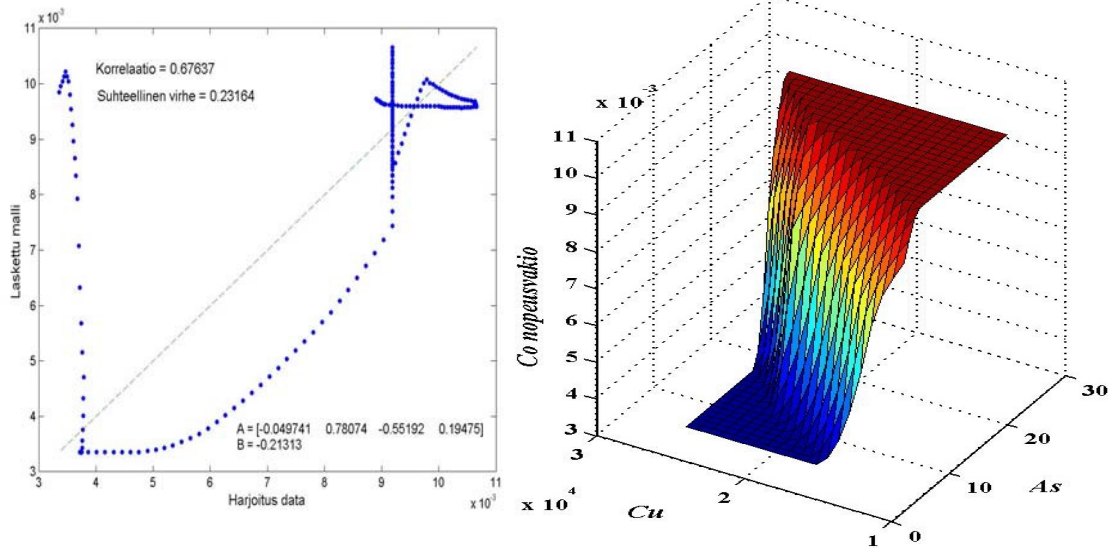 x 10⁻³
11
10
9
8
7
6
5
4
3
Laskettu malli
Korrelaatio = 0.67637
Suhteellinen virhe = 0.23164
A = [-0.049741 0.78074 -0.55192 0.19475]
B = -0.21313
3 4 5 6 7 8 9 10 11
x 10⁻³
Harjoitus data
x 10⁻³
11
10
9
8
7
6
5
4
3
Co nopeusvakio
3
2
1
x 10⁴
Cu
0
10
20
30
As